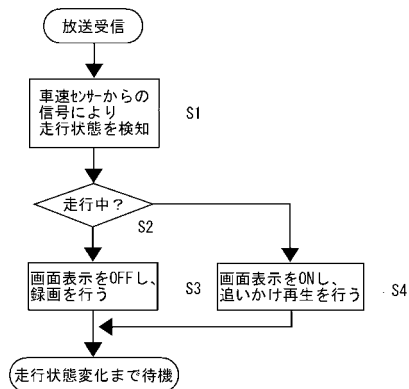 放送受信
車速ｾﾝｻｰからの
信号により
走行状態を検知
S1
走行中？
S2
画面表示をOFFし、
録画を行う
S3
画面表示をONし、
追いかけ再生を行う
S4
走行状態変化まで待機